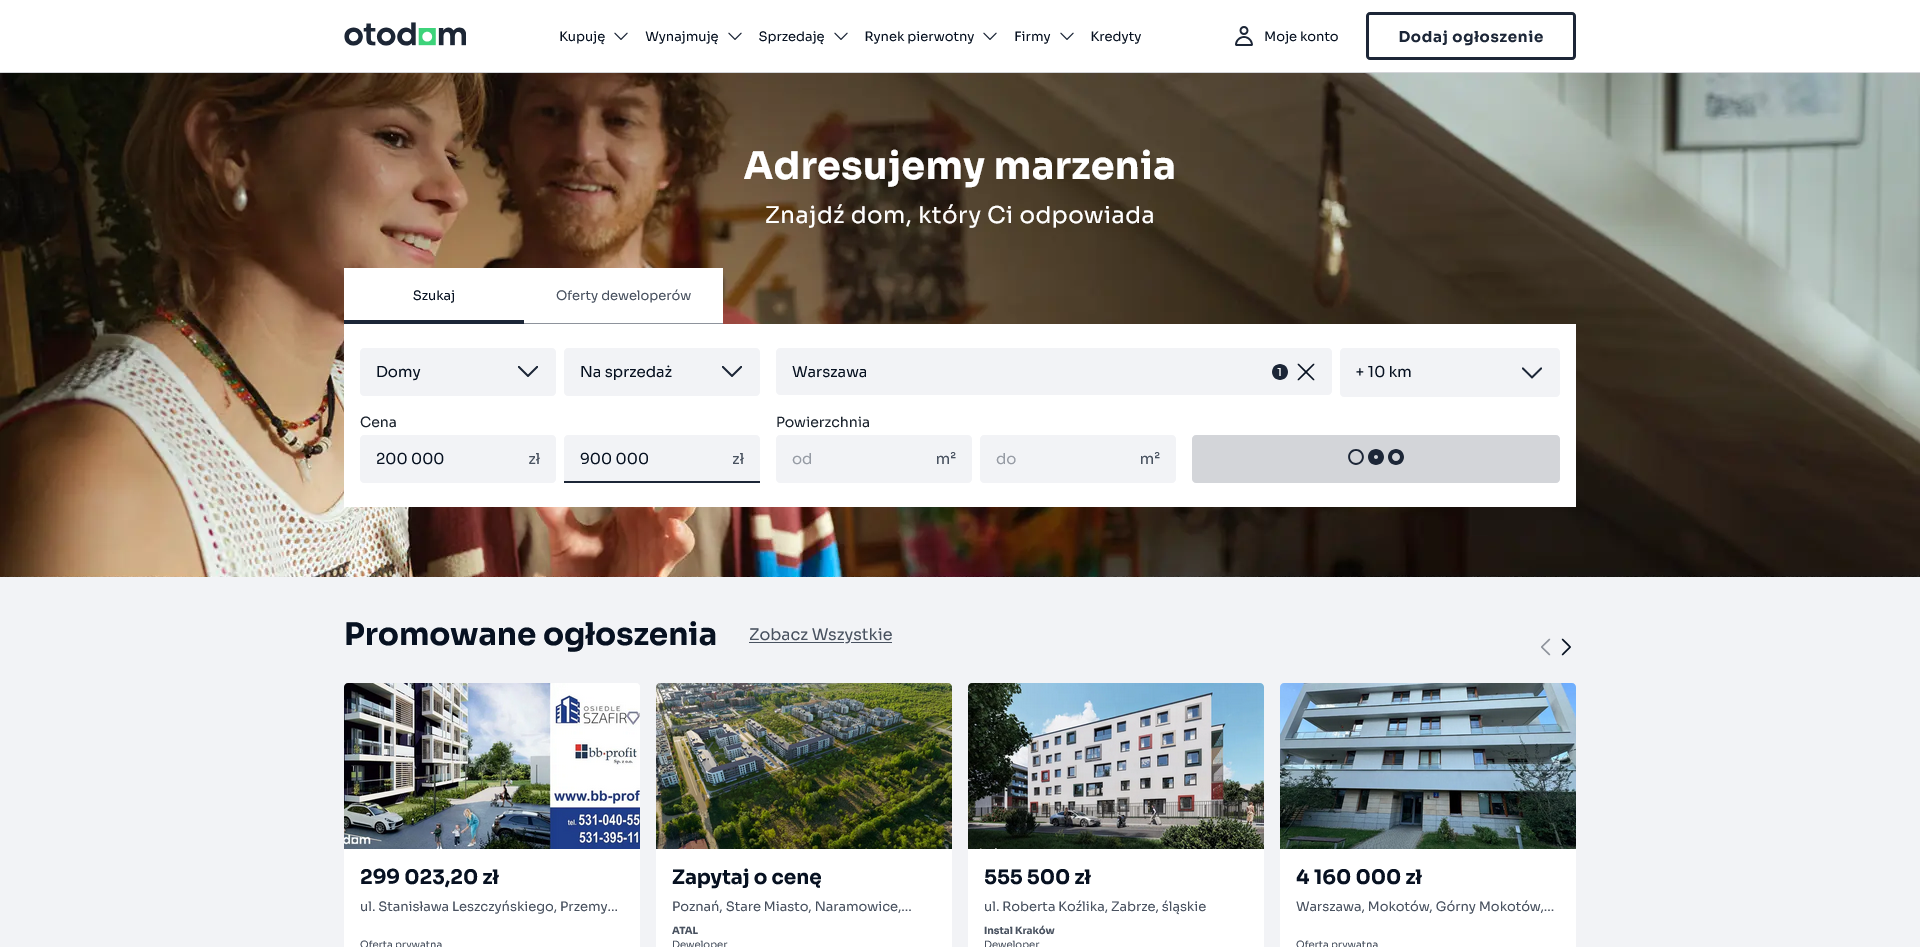 otodom
Kupuję
Wynajmuję
Sprzedaję
Rynek pierwotny
Firmy
Kredyty
Moje konto
Dodaj ogłoszenie
Adresujemy marzenia
Znajdź dom, który Ci odpowiada
Szukaj
Oferty deweloperów
Domy
Na sprzedaż
Warszawa
1
+ 10 km
Cena
Powierzchnia
200 000 zł
900 000 zł
od m²
do m²
Promowane ogłoszenia
Zobacz Wszystkie
OSIEDLE
SZAFIR
bb-profit
Sp. z o.o.
www.bb-prof
tel. 531-040-55
531-395-11
dom
299 023,20 zł
ul. Stanisława Leszczyńskiego, Przemy...
Oferta prywatna
Zapytaj o cenę
Poznań, Stare Miasto, Naramowice,...
ATAL
Deweloper
555 500 zł
ul. Roberta Koźlika, Zabrze, śląskie
Instal Kraków
Deweloper
4 160 000 zł
Warszawa, Mokotów, Górny Mokotów,...
Oferta prywatna